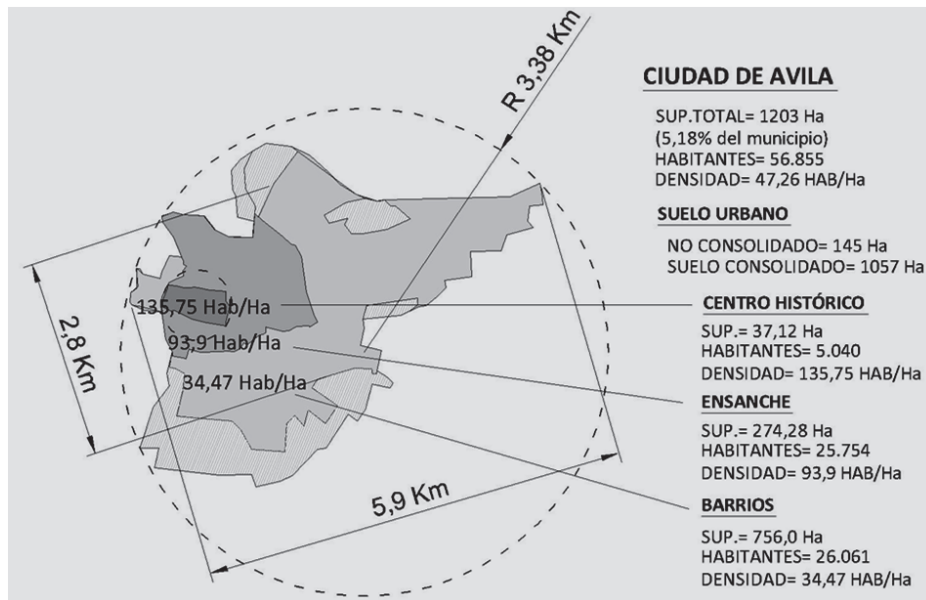 R 3,38 Km
CIUDAD DE AVILA
SUP.TOTAL= 1203 Ha
(5,18% del municipio)
HABITANTES= 56.855
DENSIDAD= 47,26 HAB/Ha
SUELO URBANO
NO CONSOLIDADO= 145 Ha
SUELO CONSOLIDADO= 1057 Ha
2,8 Km
135,75 Hab/Ha
93,9 Hab/Ha
34,47 Hab/Ha
5,9 Km
CENTRO HISTÓRICO
SUP.= 37,12 Ha
HABITANTES= 5.040
DENSIDAD= 135,75 HAB/Ha
ENSANCHE
SUP.= 274,28 Ha
HABITANTES= 25.754
DENSIDAD= 93,9 HAB/Ha
BARRIOS
SUP.= 756,0 Ha
HABITANTES= 26.061
DENSIDAD= 34,47 HAB/Ha